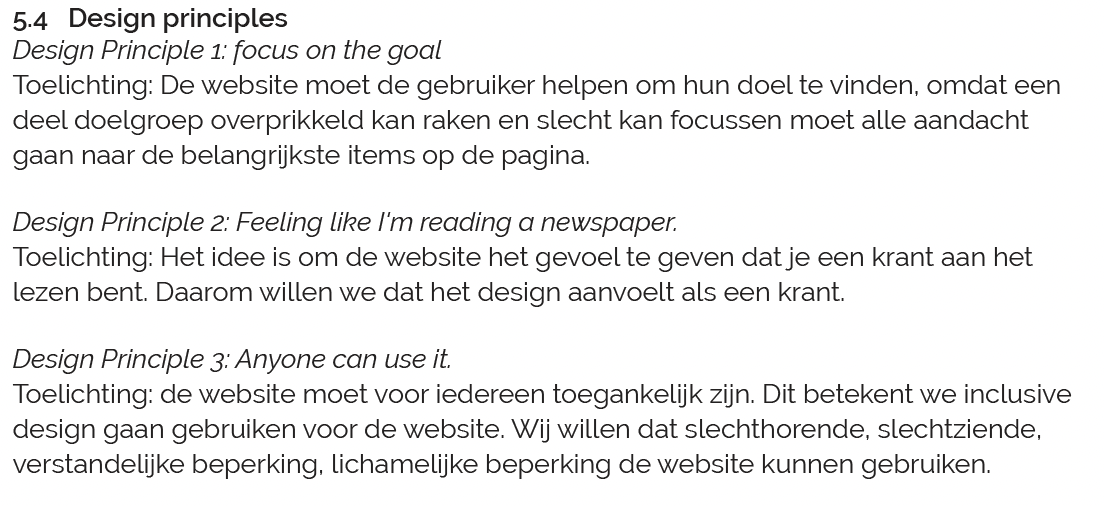 5.4 Design principles
Design Principle 1: focus on the goal
Toelichting: De website moet de gebruiker helpen om hun doel te vinden, omdat een
deel doelgroep overprikkeld kan raken en slecht kan focussen moet alle aandacht
gaan naar de belangrijkste items op de pagina.
Design Principle 2: Feeling like I'm reading a newspaper.
Toelichting: Het idee is om de website het gevoel te geven dat je een krant aan het
lezen bent. Daarom willen we dat het design aanvoelt als een krant.
Design Principle 3: Anyone can use it.
Toelichting: de website moet voor iedereen toegankelijk zijn. Dit betekent we inclusive
design gaan gebruiken voor de website. Wij willen dat slechthorende, slechtziende,
verstandelijke beperking, lichamelijke beperking de website kunnen gebruiken.